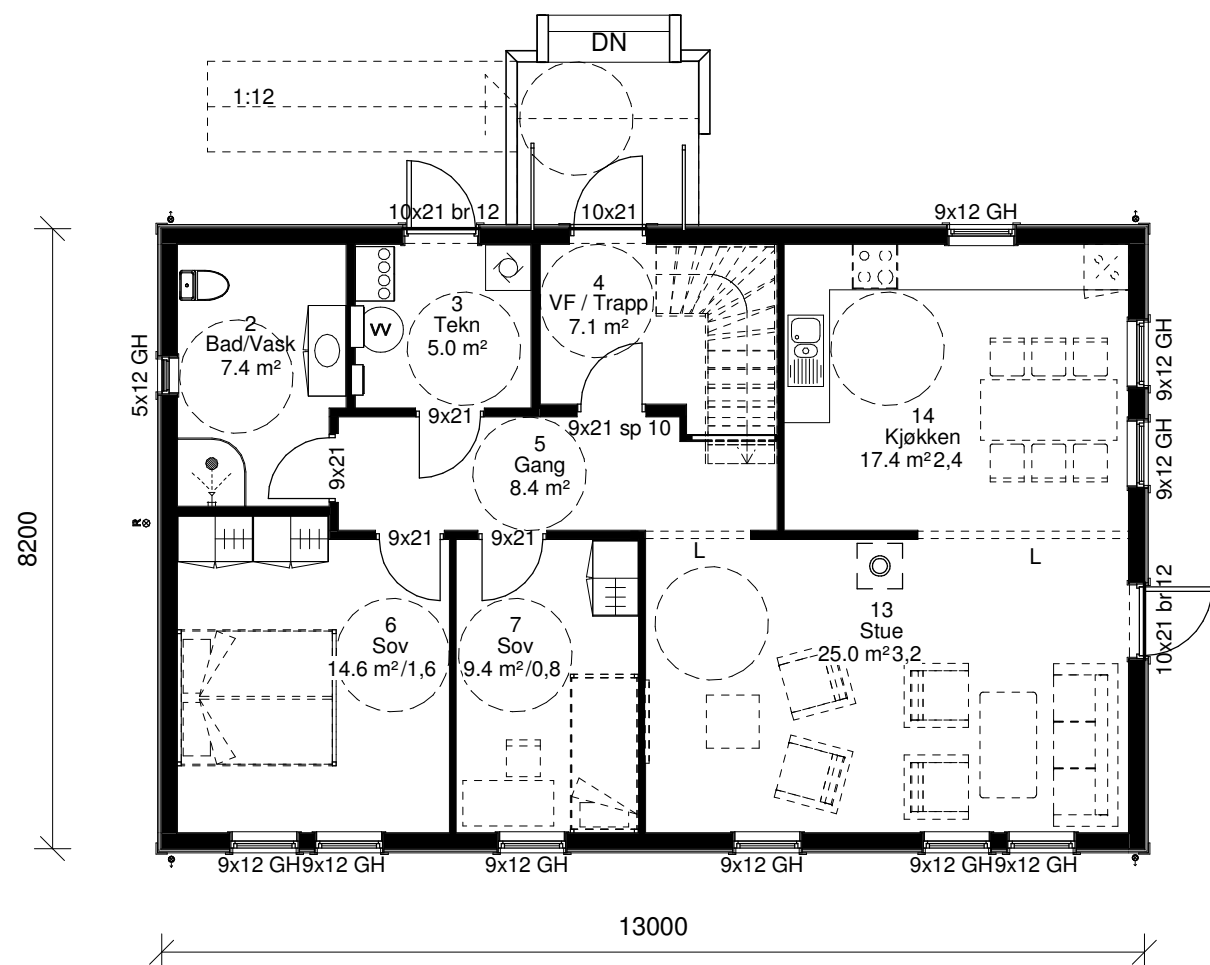 DN
1:12
10x21 br 12
10x21
9x12 GH
2
Bad/Vask
7.4 m²
3
Tekn
5.0 m²
4
VF / Trapp
7.1 m²
5x12 GH
9x12 GH
9x12 GH
9x21
9x21 sp 10
9x21
14
Kjøkken
17.4 m² 2,4
5
Gang
8.4 m²
R
8200
9x21
9x21
L
L
10x21 br 12
6
Sov
14.6 m²/1,6
7
Sov
9.4 m²/0,8
13
Stue
25.0 m² 3,2
9x12 GH
9x12 GH
9x12 GH
9x12 GH
9x12 GH
9x12 GH
13000